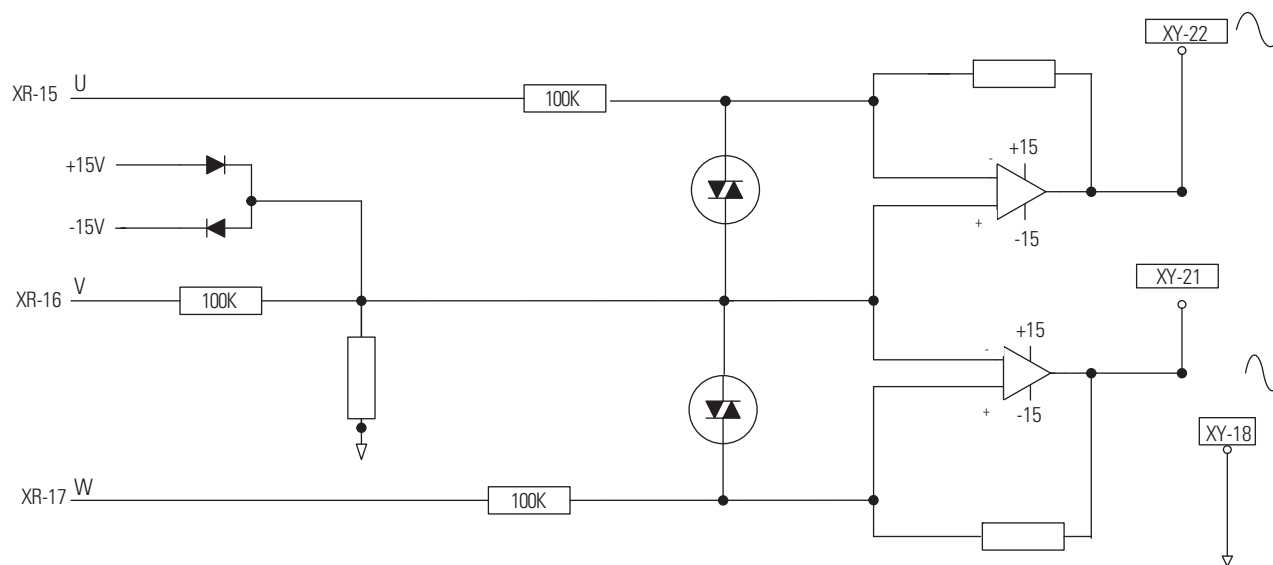 XY-22
XR-15 U
100K
+15V
- +15
-15V
+ -15
XY-21
XR-16 V
100K
- +15
+ -15
XY-18
XR-17 W
100K